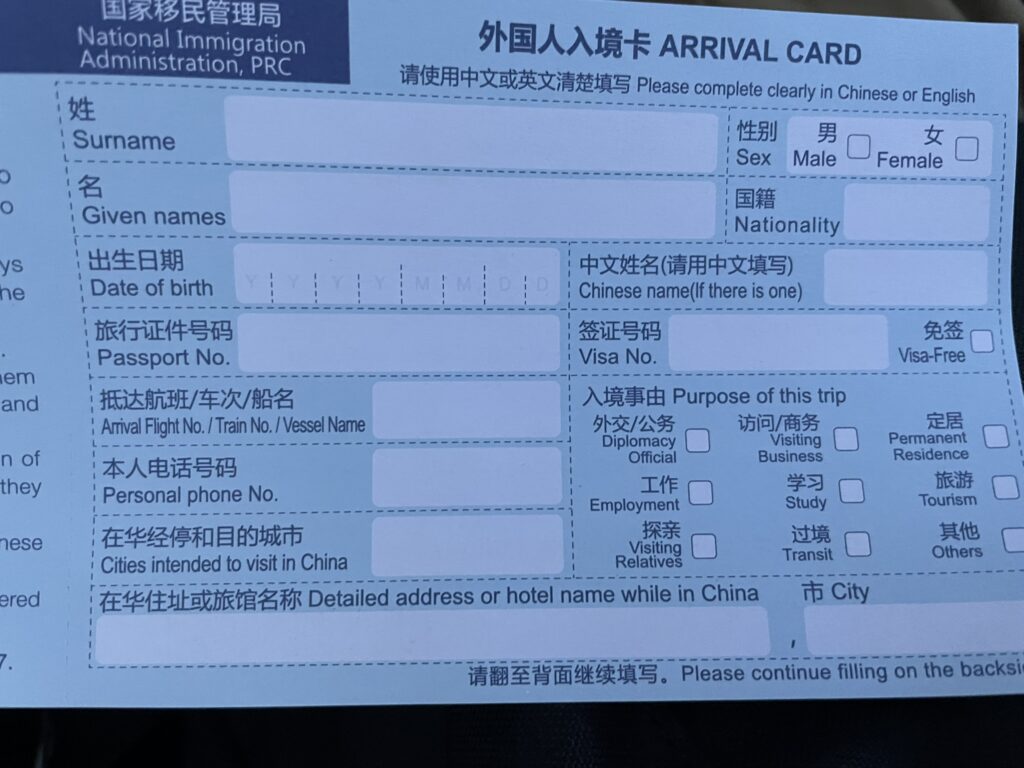 国家移民管理局
National Immigration
Administration, PRC
外国人入境卡 ARRIVAL CARD
请使用中文或英文清楚填写 Please complete clearly in Chinese or English
姓
Surname
性别 男 女
Sex Male Female
名
Given names
国籍
Nationality
出生日期
Date of birth
Y Y Y Y M M D D
中文姓名(请用中文填写)
Chinese name(If there is one)
旅行证件号码
Passport No.
签证号码
Visa No.
免签
Visa-Free
抵达航班/车次/船名
Arrival Flight No. / Train No. / Vessel Name
本人电话号码
Personal phone No.
在华经停和目的城市
Cities intended to visit in China
入境事由 Purpose of this trip
外交/公务
Diplomacy
Official
访问/商务
Visiting
Business
定居
Permanent
Residence
工作
Employment
学习
Study
旅游
Tourism
探亲
Visiting
Relatives
过境
Transit
其他
Others
在华住址或旅馆名称 Detailed address or hotel name while in China
市 City
,
请翻至背面继续填写。Please continue filling on the backsi
o
o
ys
he
.
hem
and
n of
they
nese
ered
7.